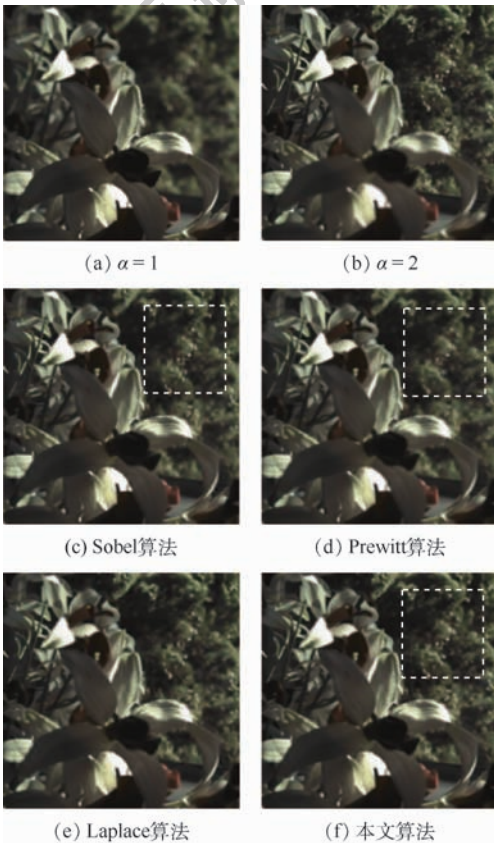 (a) α = 1
(b) α = 2
(c) Sobel算法
(d) Prewitt算法
(e) Laplace算法
(f) 本文算法